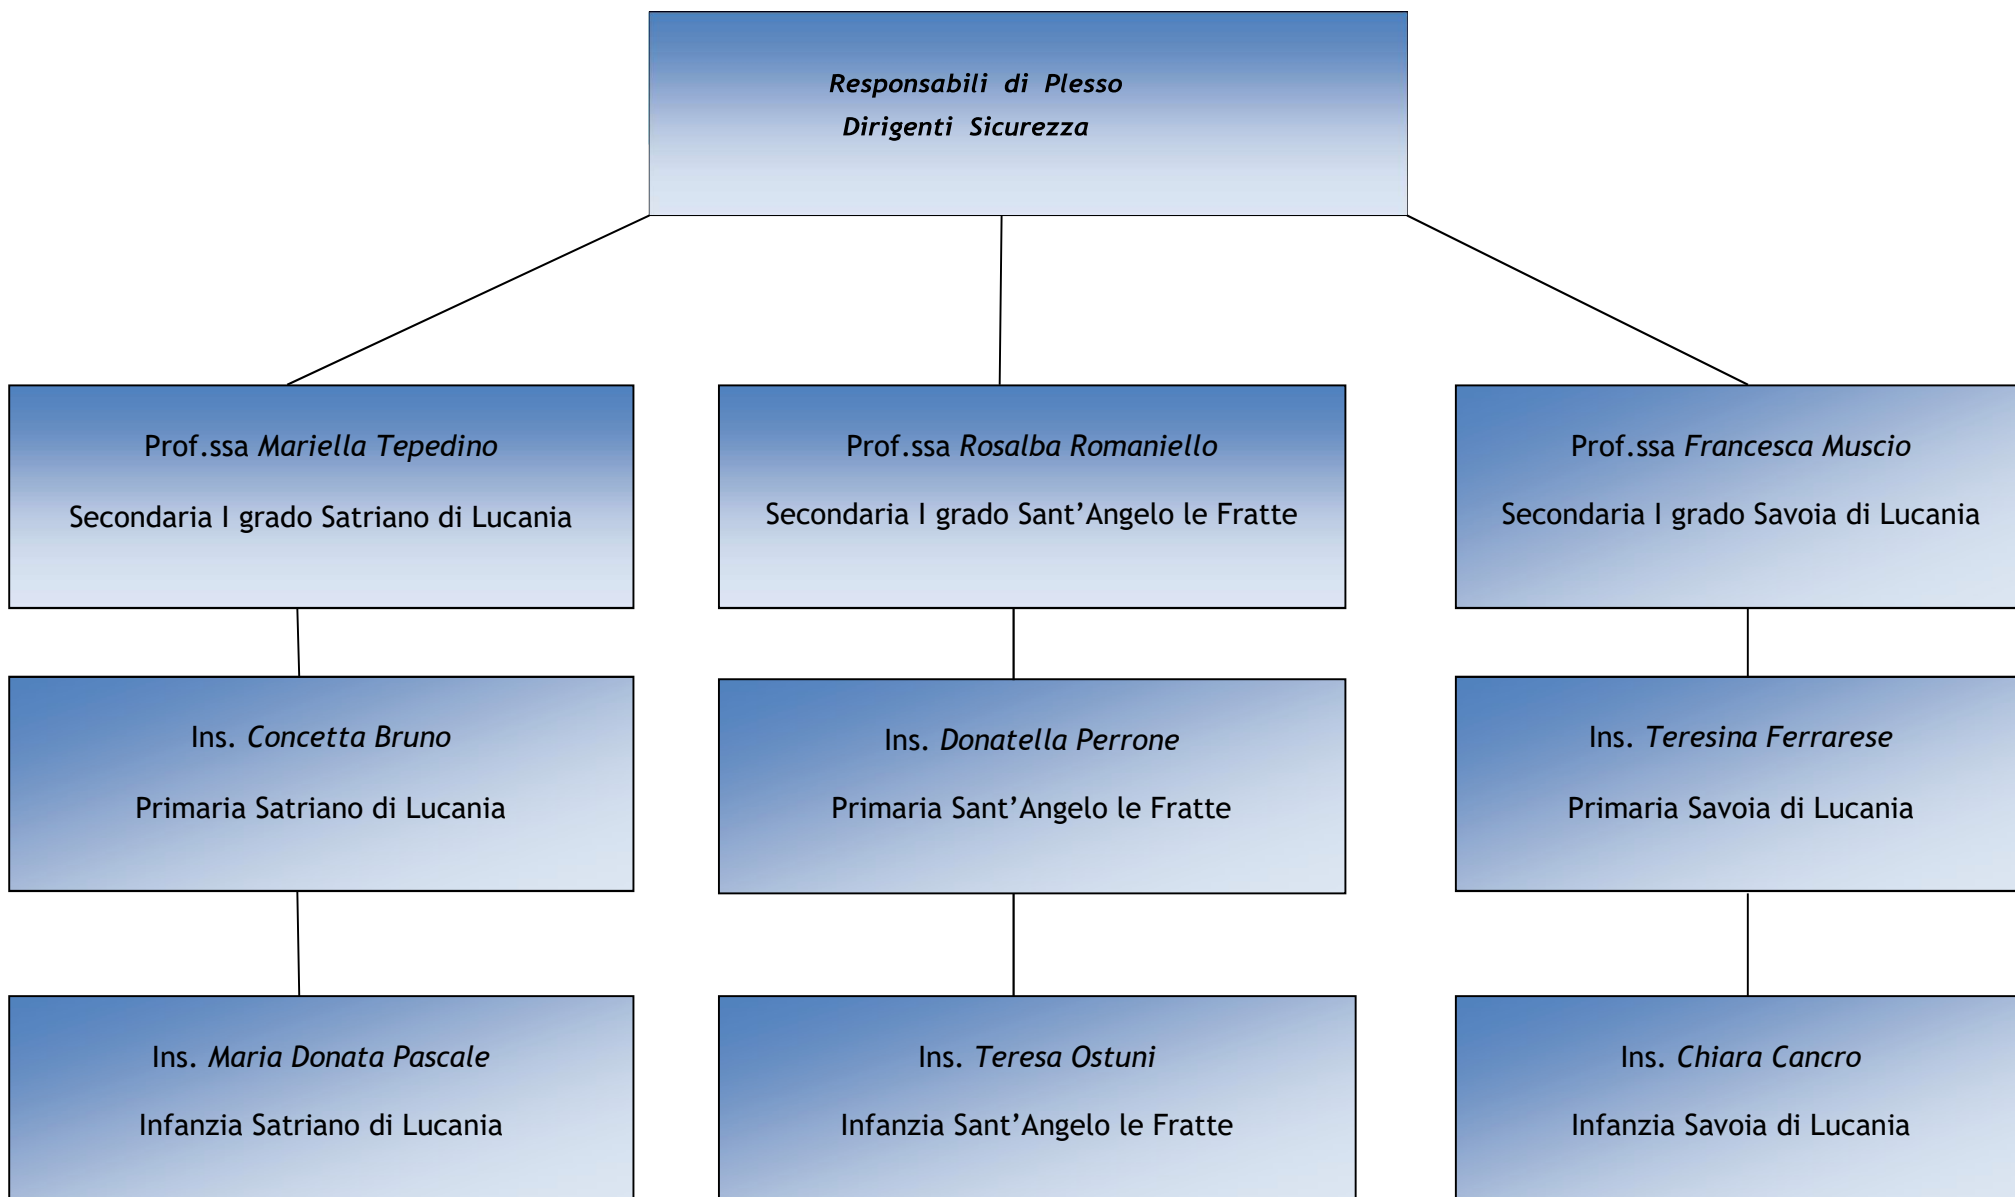 Responsabili di Plesso
Dirigenti Sicurezza
Prof.ssa Mariella Tepedino
Secondaria I grado Satriano di Lucania
Prof.ssa Rosalba Romaniello
Secondaria I grado Sant’Angelo le Fratte
Prof.ssa Francesca Muscio
Secondaria I grado Savoia di Lucania
Ins. Concetta Bruno
Primaria Satriano di Lucania
Ins. Donatella Perrone
Primaria Sant’Angelo le Fratte
Ins. Teresina Ferrarese
Primaria Savoia di Lucania
Ins. Maria Donata Pascale
Infanzia Satriano di Lucania
Ins. Teresa Ostuni
Infanzia Sant’Angelo le Fratte
Ins. Chiara Cancro
Infanzia Savoia di Lucania